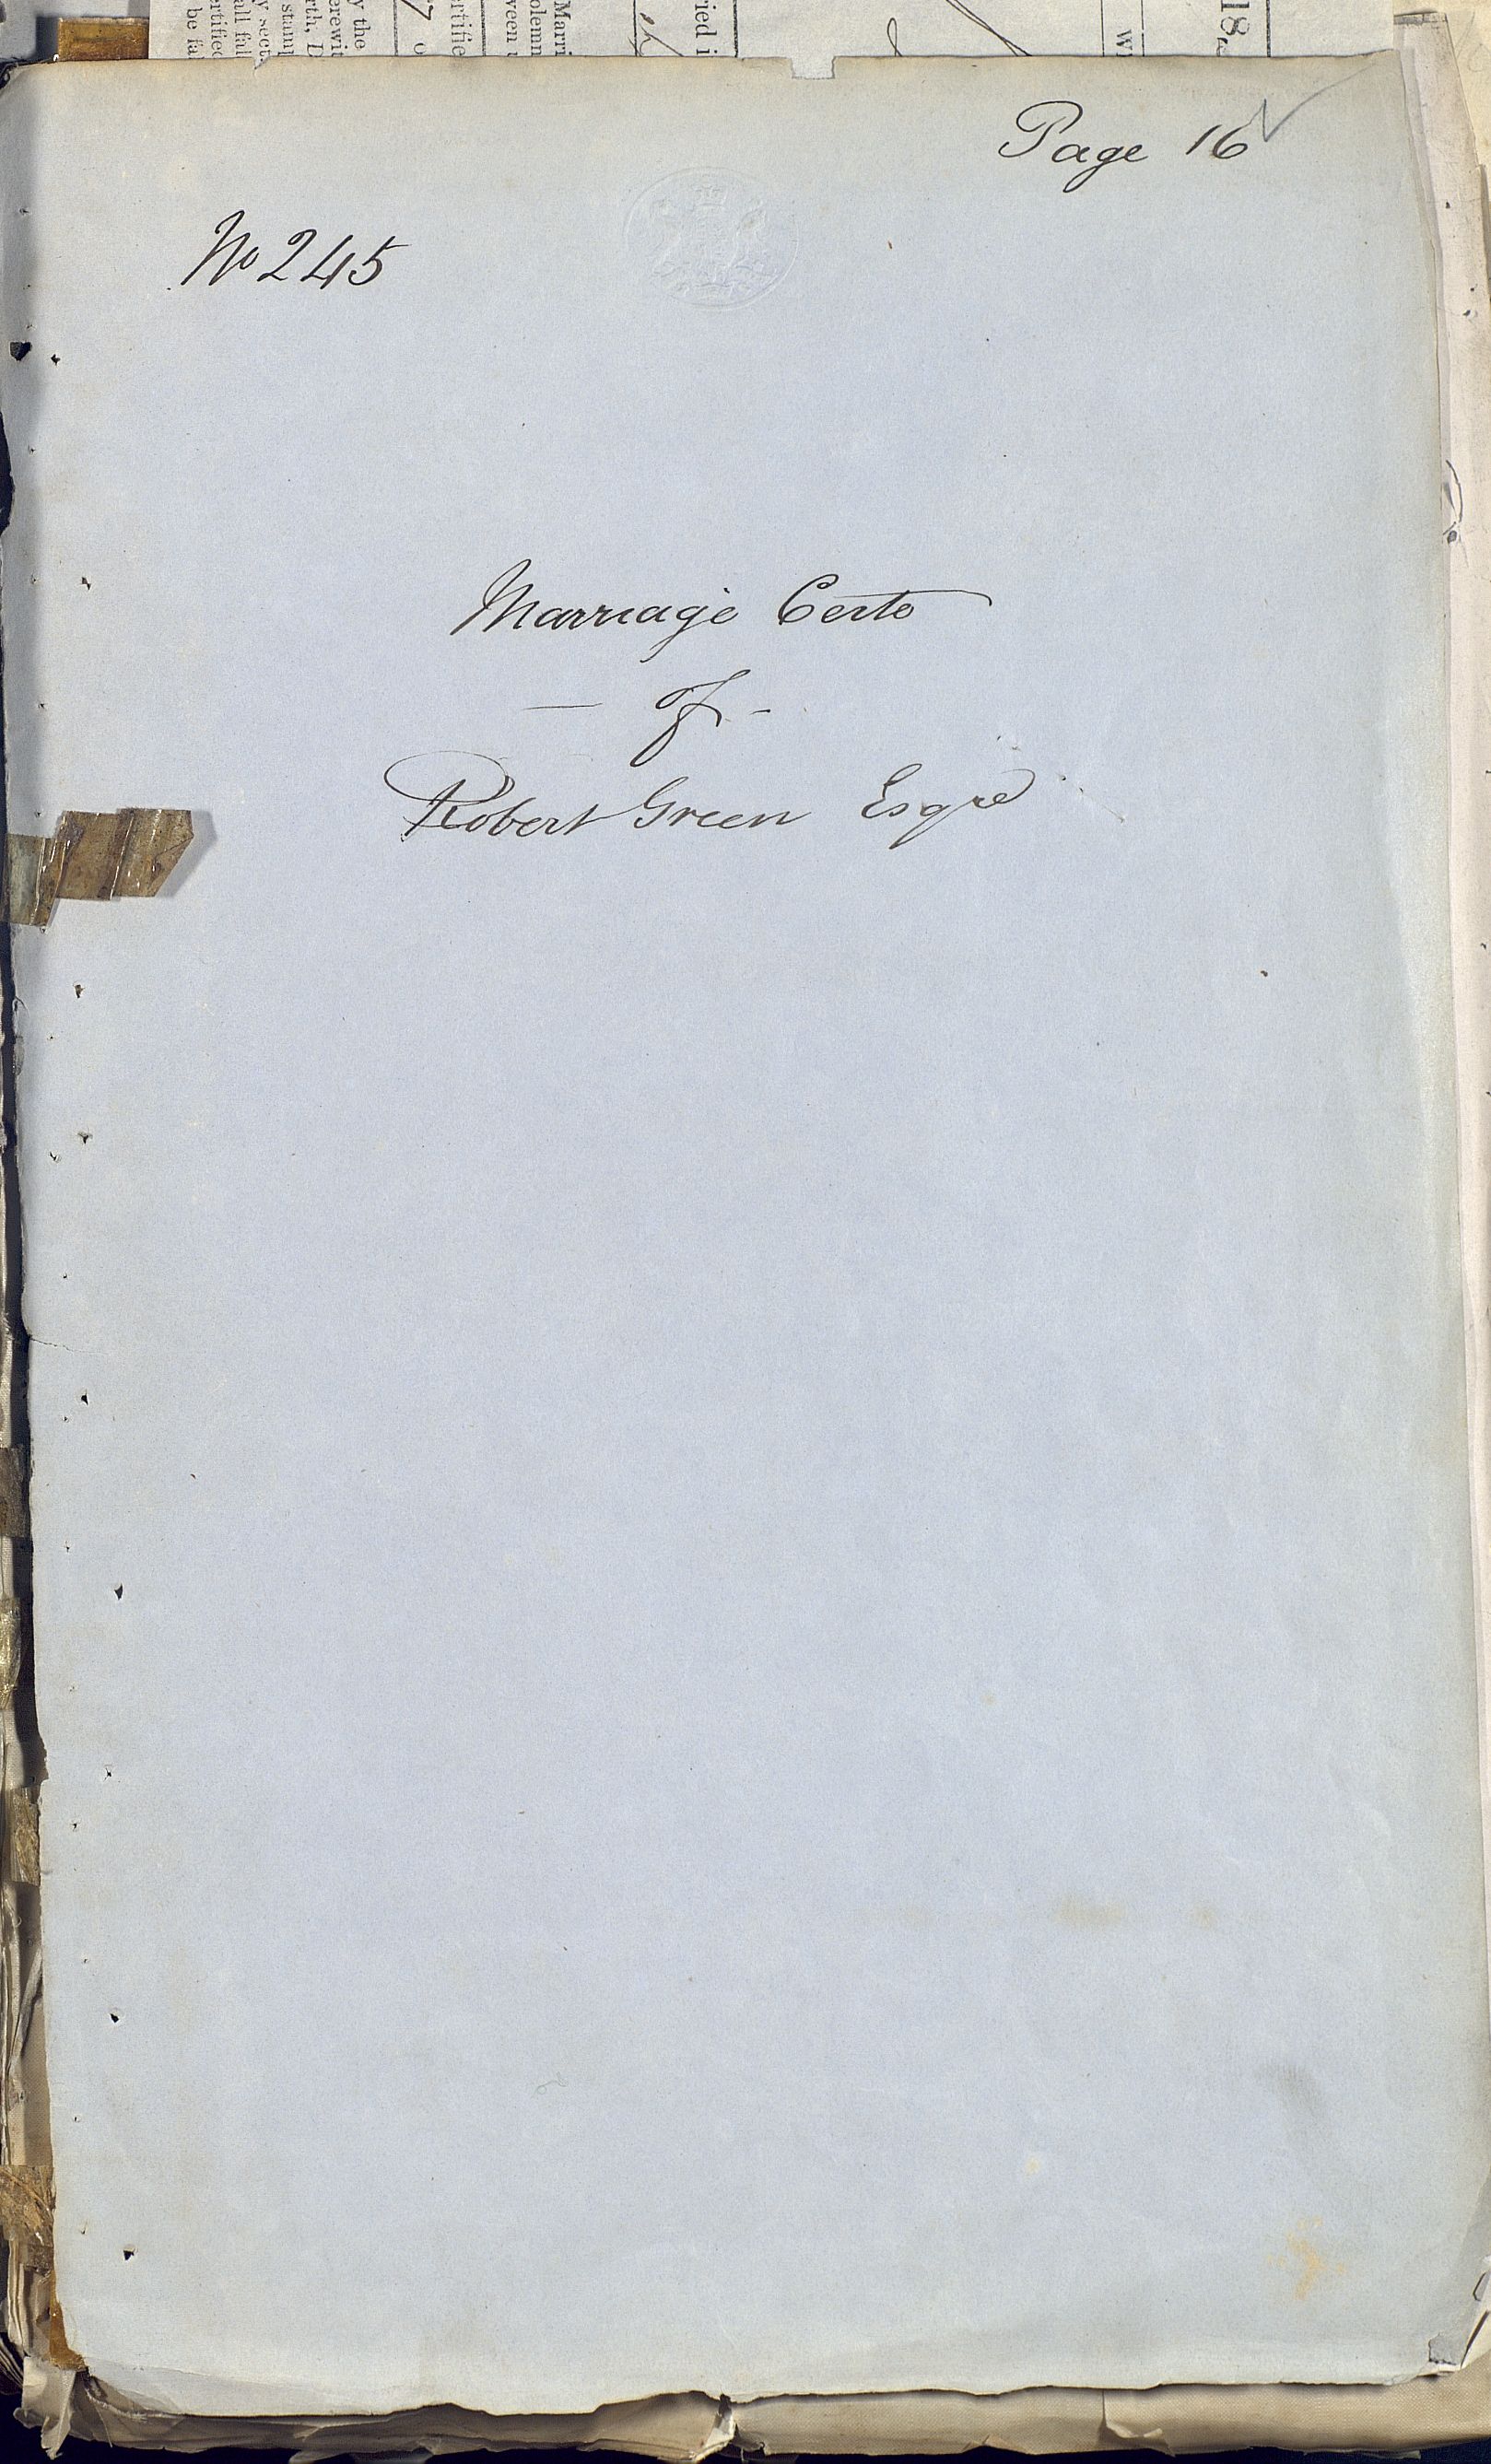 Page 16
No 245
Marriage Certe
— of -
Robert Green Esqre